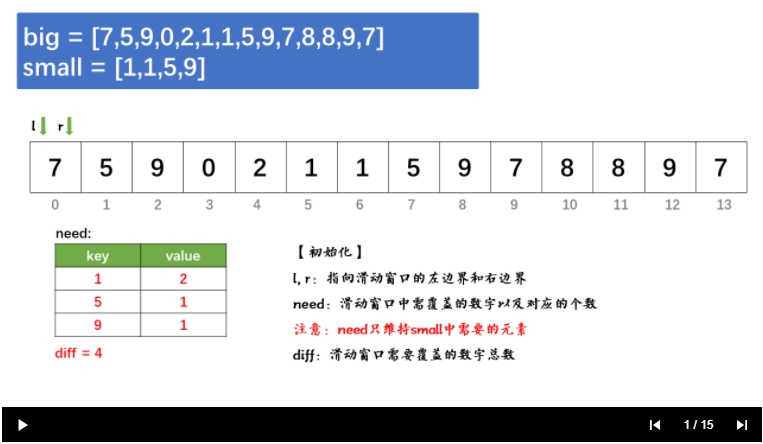 big = [7,5,9,0,2,1,1,5,9,7,8,8,9,7]
small = [1,1,5,9]
l r
7 5 9 0 2 1 1 5 9 7 8 8 9 7
0 1 2 3 4 5 6 7 8 9 10 11 12 13
need:
key value
1 2
5 1
9 1
diff = 4
【初始化】
l,r：指向滑动窗口的左边界和右边界
need：滑动窗口中需覆盖的数字以及对应的个数
注意：need只维持small中需要的元素
diff：滑动窗口需要覆盖的数字总数
1 / 15